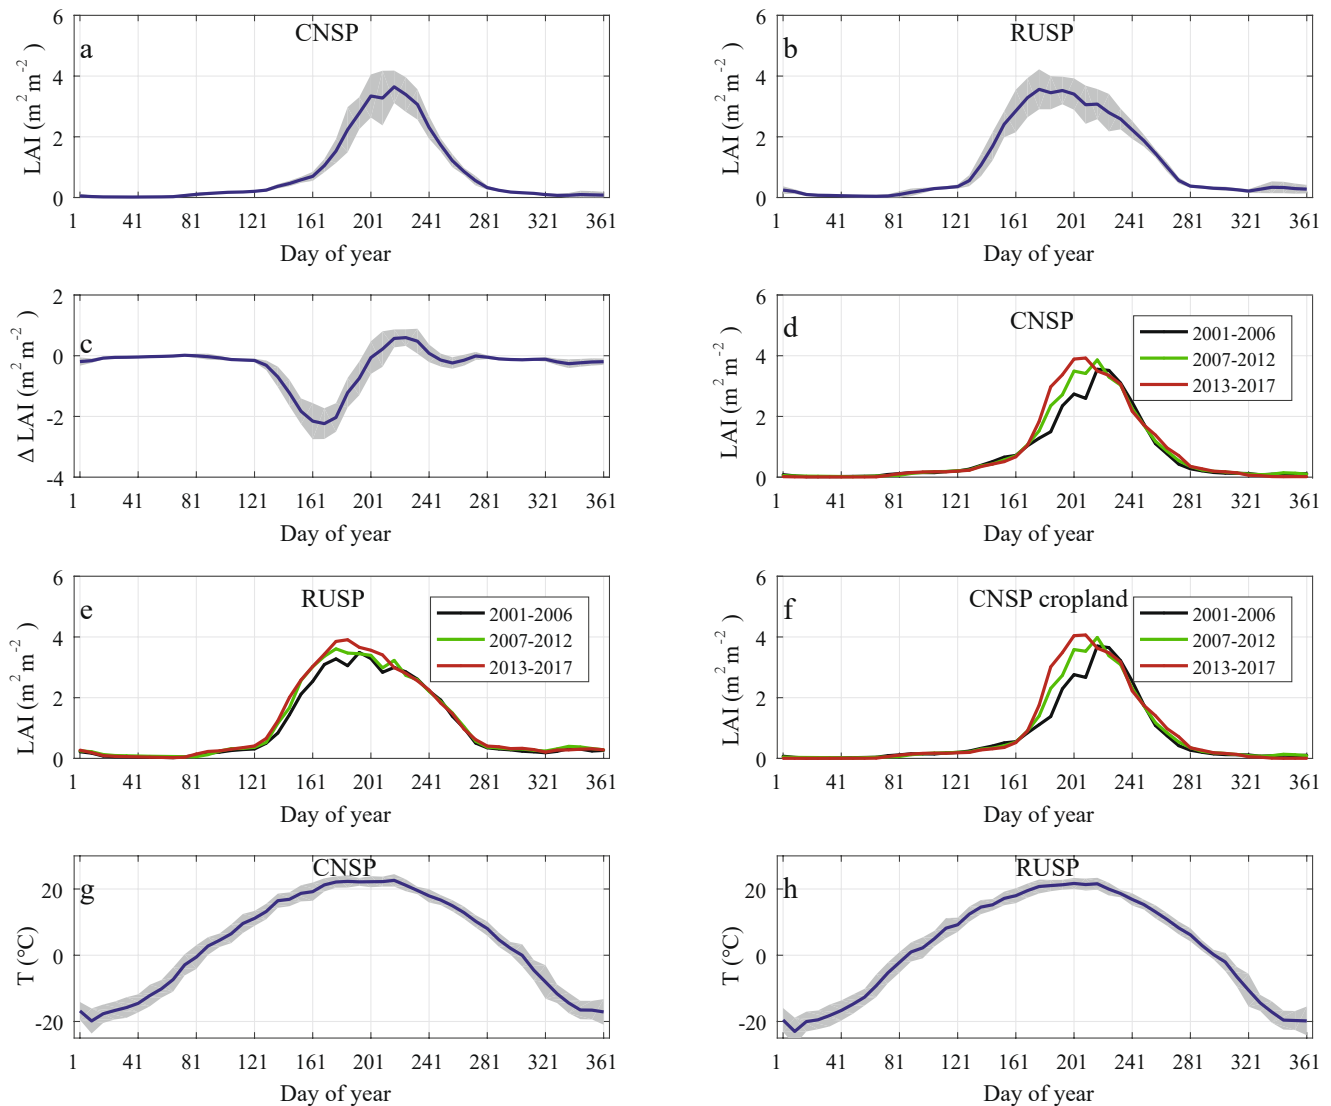 a
CNSP
LAI (m² m⁻²)
6
4
2
0
1 41 81 121 161 201 241 281 321 361
Day of year
b
RUSP
LAI (m² m⁻²)
6
4
2
0
1 41 81 121 161 201 241 281 321 361
Day of year
c
Δ LAI (m² m⁻²)
2
0
-2
-4
1 41 81 121 161 201 241 281 321 361
Day of year
d
CNSP
2001-2006
2007-2012
2013-2017
LAI (m² m⁻²)
6
4
2
0
1 41 81 121 161 201 241 281 321 361
Day of year
e
RUSP
2001-2006
2007-2012
2013-2017
LAI (m² m⁻²)
6
4
2
0
1 41 81 121 161 201 241 281 321 361
Day of year
f
CNSP cropland
2001-2006
2007-2012
2013-2017
LAI (m² m⁻²)
6
4
2
0
1 41 81 121 161 201 241 281 321 361
Day of year
g
CNSP
T (°C)
20
0
-20
1 41 81 121 161 201 241 281 321 361
Day of year
h
RUSP
T (°C)
20
0
-20
1 41 81 121 161 201 241 281 321 361
Day of year